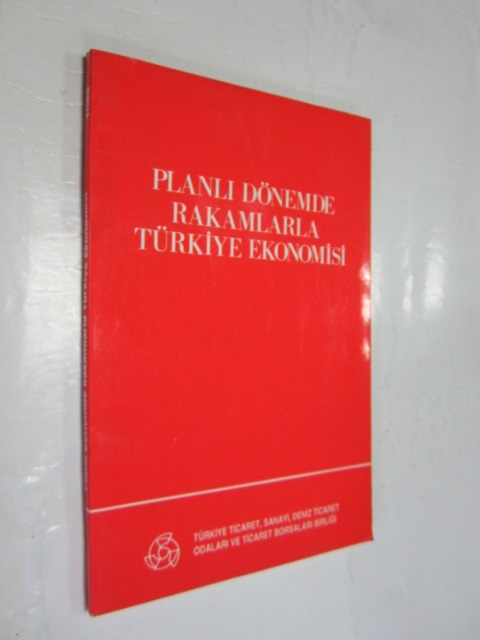 PLANLI DÖNEMDE
RAKAMLARLA
TÜRKİYE EKONOMİSİ
TÜRKİYE TİCARET, SANAYİ, DENİZ TİCARET
ODALARI VE TİCARET BORSALARI BİRLİĞİ